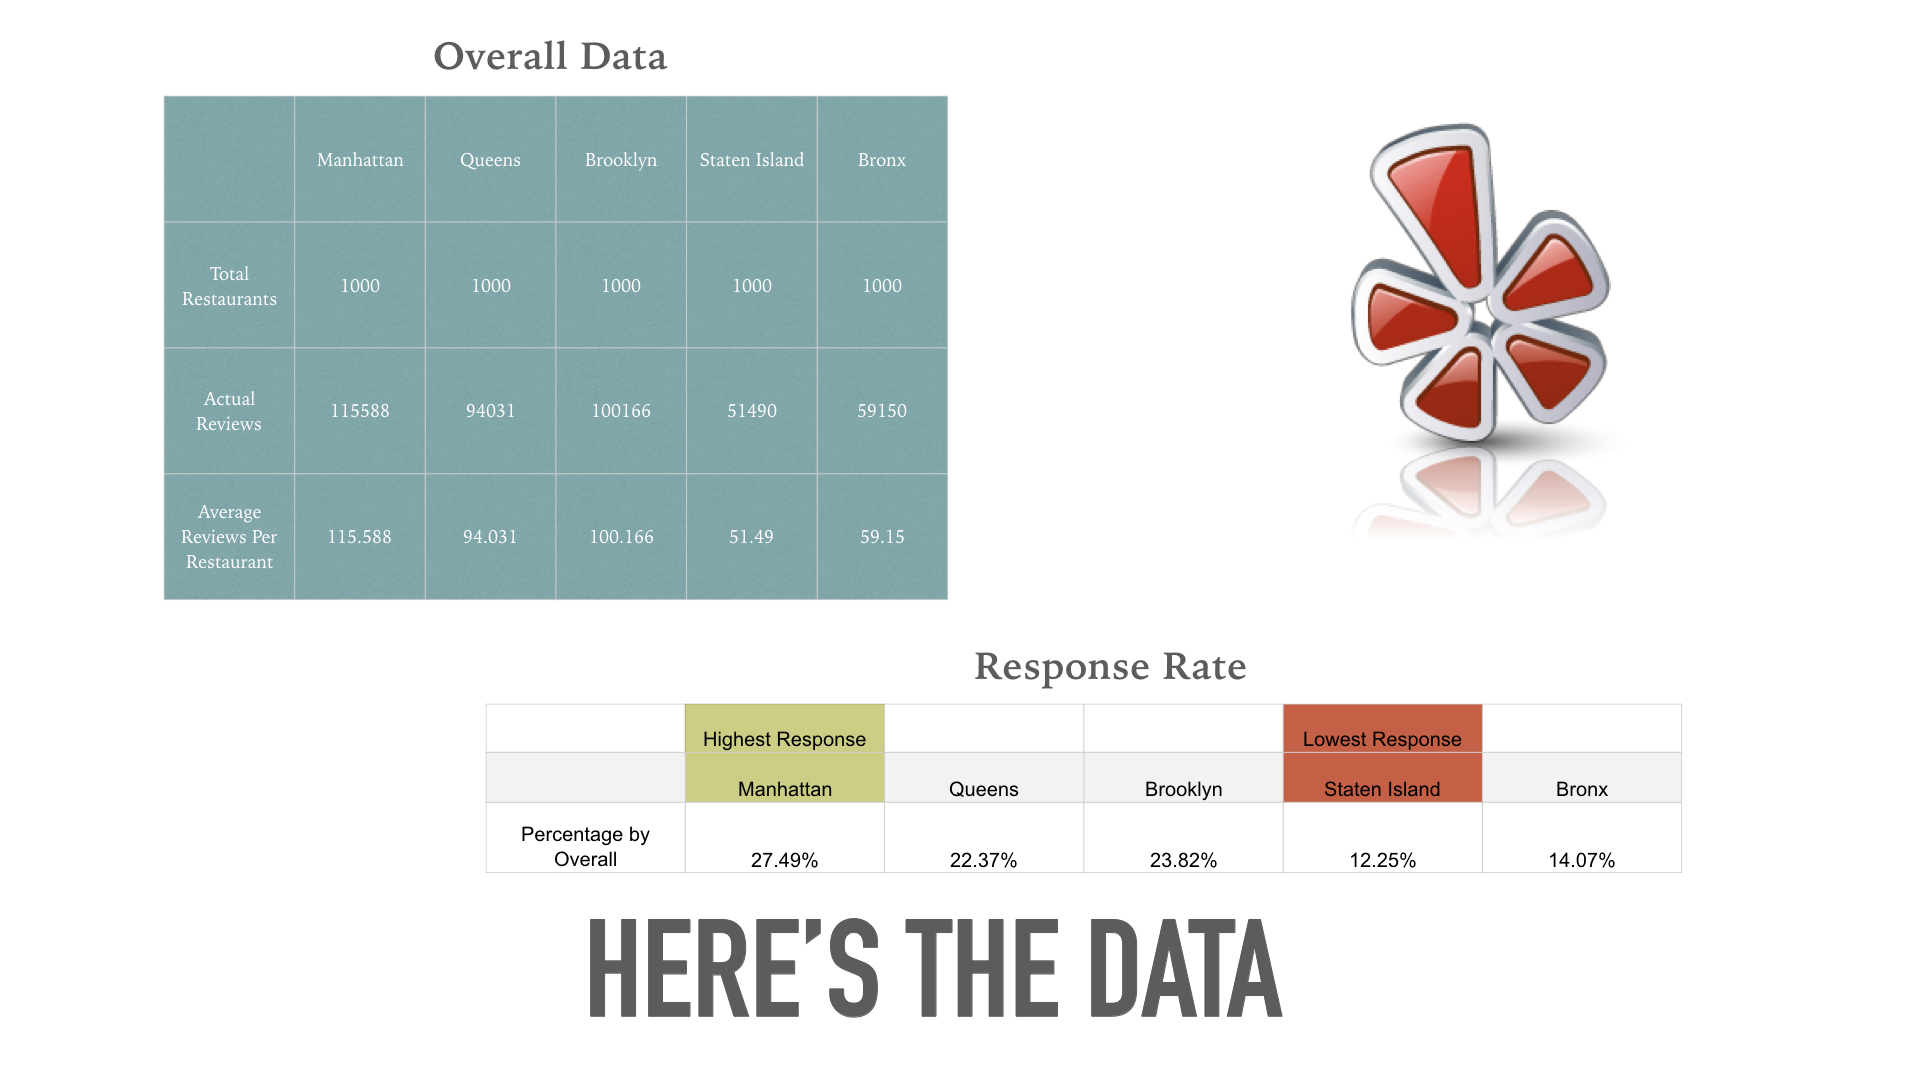 Overall Data
Manhattan Queens Brooklyn Staten Island Bronx
Total
Restaurants
1000 1000 1000 1000 1000
Actual
Reviews
115588 94031 100166 51490 59150
Average
Reviews Per
Restaurant
115.588 94.031 100.166 51.49 59.15
Response Rate
Highest Response Lowest Response
Manhattan Queens Brooklyn Staten Island Bronx
Percentage by
Overall
27.49% 22.37% 23.82% 12.25% 14.07%
HERE’S THE DATA